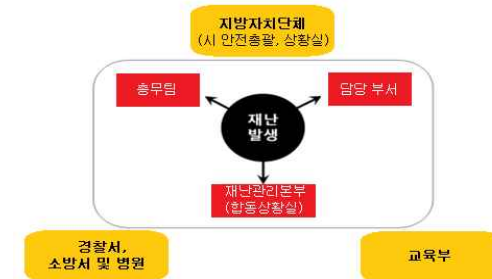 지방자치단체
(시 안전총괄, 상황실)
총무팀
담당 부서
재난
발생
재난관리본부
(합동상황실)
경찰서,
소방서 및 병원
교육부